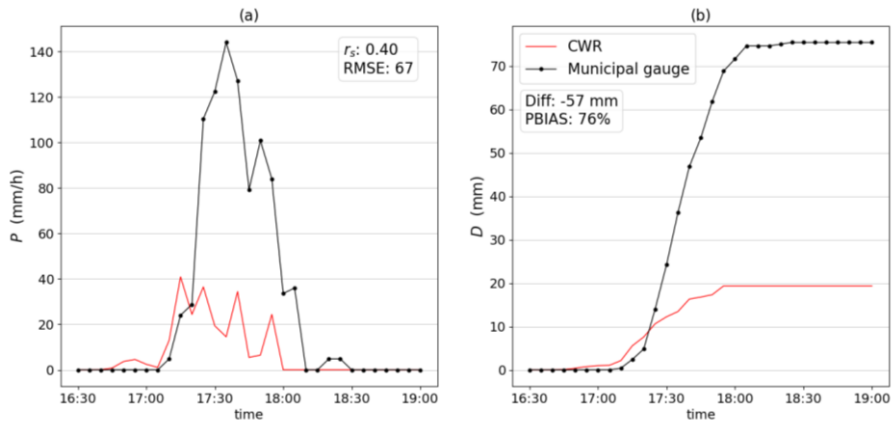 (a)
P (mm/h)
140
120
100
80
60
40
20
0
r_s: 0.40
RMSE: 67
16:30 17:00 17:30 18:00 18:30 19:00
time
(b)
D (mm)
70
60
50
40
30
20
10
0
CWR
Municipal gauge
Diff: -57 mm
PBIAS: 76%
16:30 17:00 17:30 18:00 18:30 19:00
time